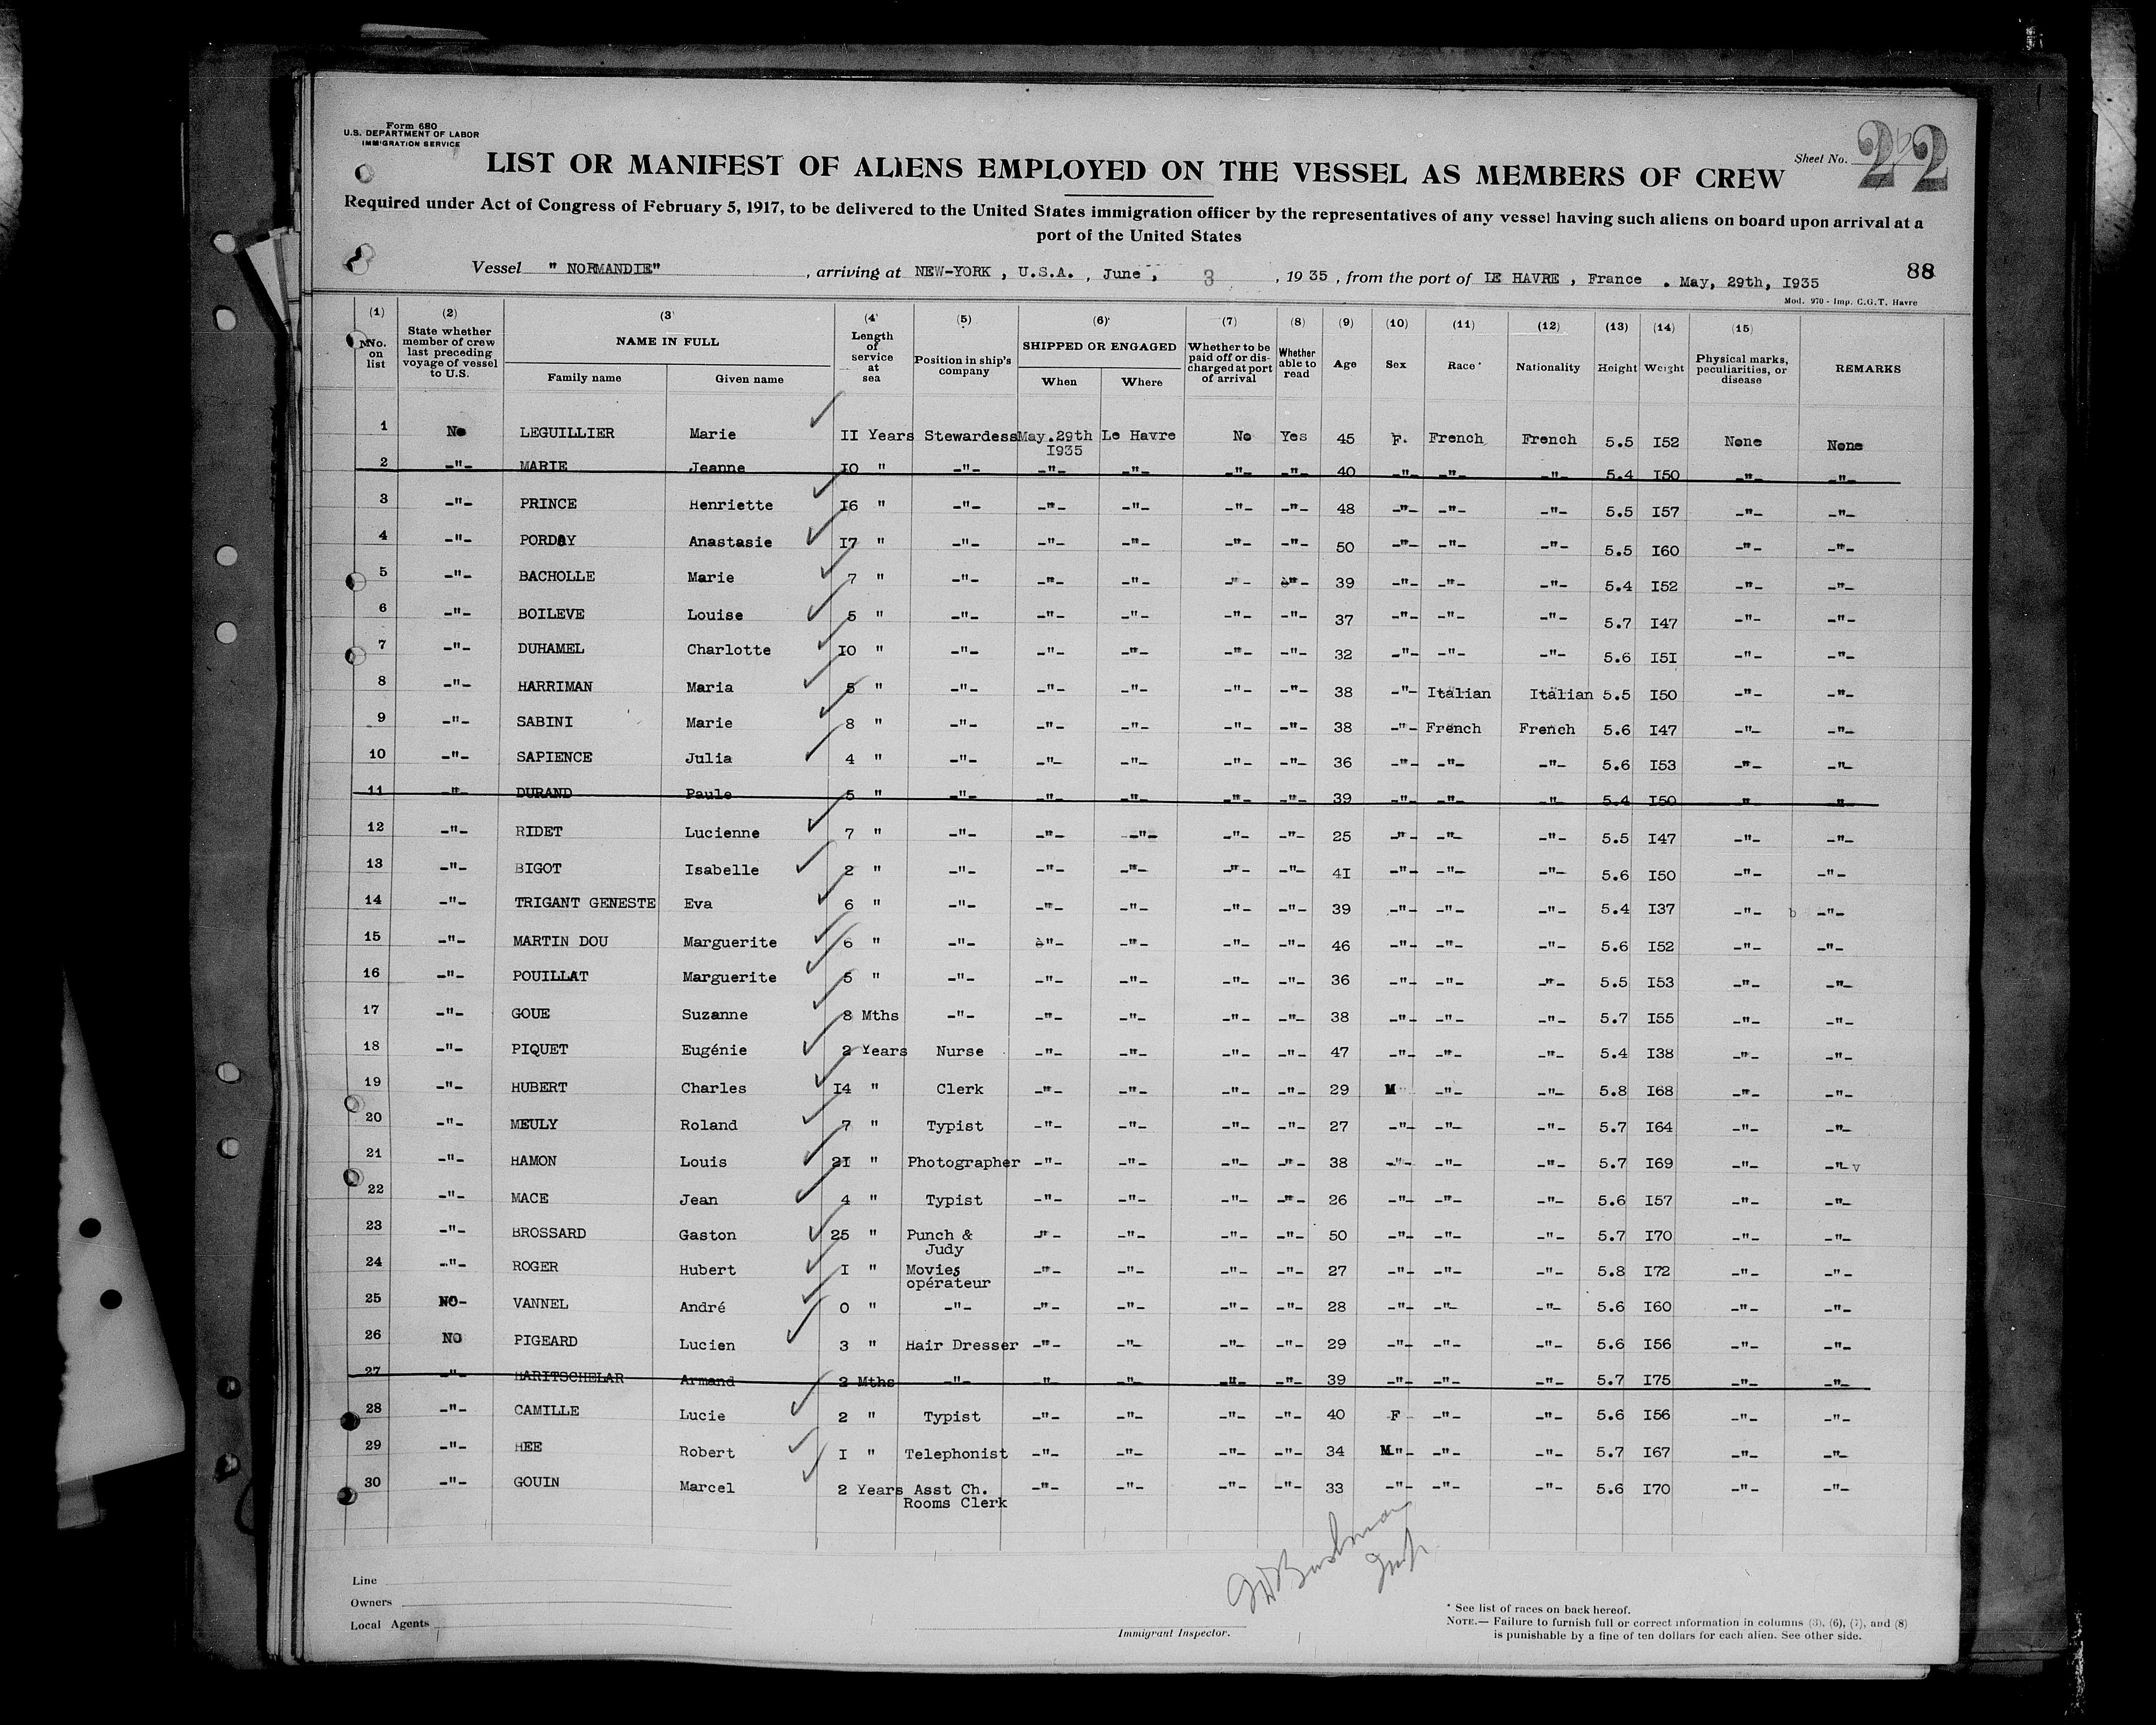 Form 680
U.S. DEPARTMENT OF LABOR
IMMIGRATION SERVICE
LIST OR MANIFEST OF ALIENS EMPLOYED ON THE VESSEL AS MEMBERS OF CREW
Sheet No. 22
Required under Act of Congress of February 5, 1917, to be delivered to the United States immigration officer by the representatives of any vessel having such aliens on board upon arrival at a
port of the United States
Vessel " NORMANDIE" , arriving at NEW-YORK , U.S.A. , June , 3 , 19 35 , from the port of LE HAVRE , France . May, 29th, I935
88
Mod. 970 - Imp. C.G.T. Havre
(1) (2) (3) (4) (5) (6) (7) (8) (9) (10) (11) (12) (13) (14) (15)
No. on list State whether member of crew last preceding voyage of vessel to U.S. NAME IN FULL Family name Given name Length of service at sea Position in ship's company SHIPPED OR ENGAGED When Where Whether to be paid off or discharged at port of arrival Whether able to read Age Sex Race * Nationality Height Weight Physical marks, peculiarities, or disease REMARKS
1 No LEGUILLIER Marie II Years Stewardess May.29th Le Havre No Yes 45 F. French French 5.5 I52 None None
I935
2 -"- MARIE Jeanne IO " -"- -"- -"- -"- -"- 40 -"- -"- -"- 5.4 I50 -"- -"-
3 -"- PRINCE Henriette I6 " -"- -"- -"- -"- -"- 48 -"- -"- -"- 5.5 I57 -"- -"-
4 -"- PORDAY Anastasie I7 " -"- -"- -"- -"- -"- 50 -"- -"- -"- 5.5 I60 -"- -"-
5 -"- BACHOLLE Marie 7 " -"- -"- -"- -"- -"- 39 -"- -"- -"- 5.4 I52 -"- -"-
6 -"- BOILEVE Louise 5 " -"- -"- -"- -"- -"- 37 -"- -"- -"- 5.7 I47 -"- -"-
7 -"- DUHAMEL Charlotte IO " -"- -"- -"- -"- -"- 32 -"- -"- -"- 5.6 I5I -"- -"-
8 -"- HARRIMAN Maria 5 " -"- -"- -"- -"- -"- 38 -"- Italian Italian 5.5 I50 -"- -"-
9 -"- SABINI Marie 8 " -"- -"- -"- -"- -"- 38 -"- French French 5.6 I47 -"- -"-
10 -"- SAPIENCE Julia 4 " -"- -"- -"- -"- -"- 36 -"- -"- -"- 5.6 I53 -"- -"-
11 -"- DURAND Paule 5 " -"- -"- -"- -"- -"- 39 -"- -"- -"- 5.4 I50 " "
12 -"- RIDET Lucienne 7 " -"- -"- -"- -"- -"- 25 -"- -"- -"- 5.5 I47 -"- -"-
13 -"- BIGOT Isabelle 2 " -"- -"- -"- -"- -"- 4I -"- -"- -"- 5.6 I50 -"- -"-
14 -"- TRIGANT GENESTE Eva 6 " -"- -"- -"- -"- -"- 39 -"- -"- -"- 5.4 I37 -"- -"-
15 -"- MARTIN DOU Marguerite 6 " -"- -"- -"- -"- -"- 46 -"- -"- -"- 5.6 I52 -"- -"-
16 -"- POUILLAT Marguerite 5 " -"- -"- -"- -"- -"- 36 -"- -"- -"- 5.5 I53 -"- -"-
17 -"- GOUE Suzanne 8 Mths -"- -"- -"- -"- -"- 38 -"- -"- -"- 5.7 I55 -"- -"-
18 -"- PIQUET Eugénie 2 Years Nurse -"- -"- -"- -"- 47 -"- -"- -"- 5.4 I38 -"- -"-
19 -"- HUBERT Charles I4 " Clerk -"- -"- -"- -"- 29 M -"- -"- 5.8 I68 -"- -"-
20 -"- MEULY Roland 7 " Typist -"- -"- -"- -"- 27 -"- -"- -"- 5.7 I64 -"- -"-
21 -"- HAMON Louis 2I " Photographer -"- -"- -"- -"- 38 -"- -"- -"- 5.7 I69 -"- -"- v
22 -"- MACE Jean 4 " Typist -"- -"- -"- -"- 26 -"- -"- -"- 5.6 I57 -"- -"-
23 -"- BROSSARD Gaston 25 " Punch & -"- -"- -"- -"- 50 -"- -"- -"- 5.7 I70 -"- -"-
Judy
24 -"- ROGER Hubert I " Movies -"- -"- -"- -"- 27 -"- -"- -"- 5.8 I72 -"- -"-
opérateur
25 NO- VANNEL André O " -"- -"- -"- -"- -"- 28 -"- -"- -"- 5.6 I60 -"- -"-
26 NO PIGEARD Lucien 3 " Hair Dresser -"- -"- -"- -"- 29 -"- -"- -"- 5.6 I56 -"- -"-
27 -"- HARITSCHELAR Armand 2 Mths -"- " -"- -"- -"- 39 -"- -"- -"- 5.7 I75 -"- -"-
28 -"- CAMILLE Lucie 2 " Typist -"- -"- -"- -"- 40 F -"- -"- 5.6 I56 -"- -"-
29 -"- HEE Robert I " Telephonist -"- -"- -"- -"- 34 M"- -"- -"- 5.7 I67 -"- -"-
30 -"- GOUIN Marcel 2 Years Asst Ch. -"- -"- -"- -"- 33 -"- -"- -"- 5.6 I70 -"- -"-
Rooms Clerk
Line
Owners
Local Agents
Immigrant Inspector.
* See list of races on back hereof.
NOTE.— Failure to furnish full or correct information in columns (3), (6), (7), and (8)
is punishable by a fine of ten dollars for each alien. See other side.